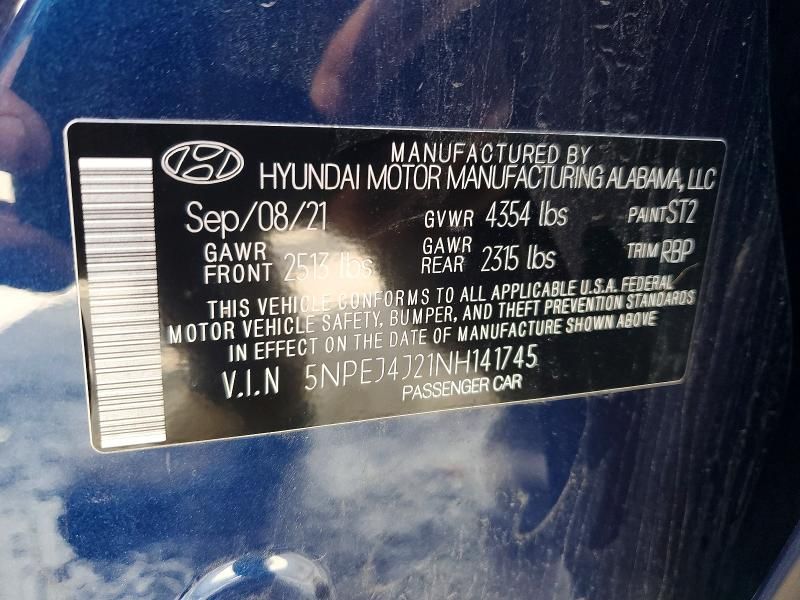 MANUFACTURED BY
HYUNDAI MOTOR MANUFACTURING ALABAMA, LLC
Sep/08/21 GVWR 4354 lbs PAINT ST2
GAWR FRONT 2513 lbs GAWR REAR 2315 lbs TRIM RBP
THIS VEHICLE CONFORMS TO ALL APPLICABLE U.S.A. FEDERAL
MOTOR VEHICLE SAFETY, BUMPER, AND THEFT PREVENTION STANDARDS
IN EFFECT ON THE DATE OF MANUFACTURE SHOWN ABOVE
V.I.N 5NPEJ4J21NH141745
PASSENGER CAR